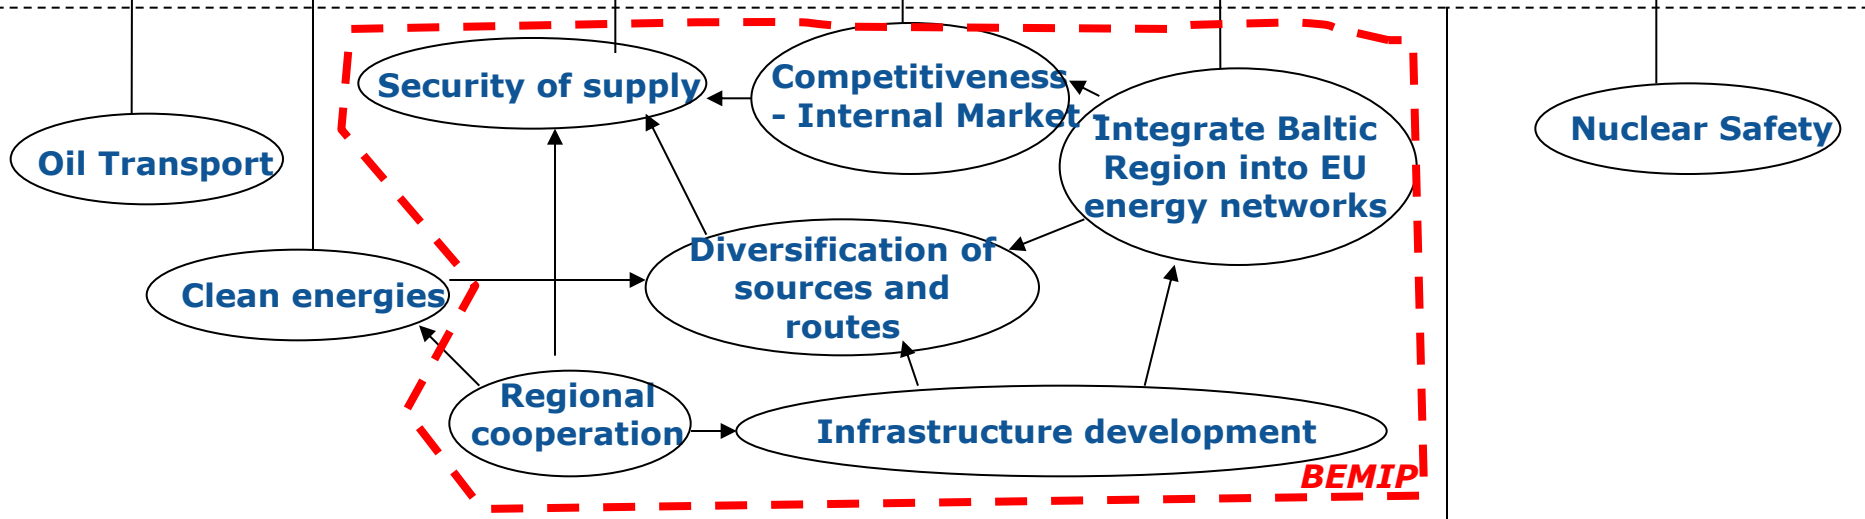 Security of supply
Competitiveness
- Internal Market -
Integrate Baltic
Region into EU
energy networks
Nuclear Safety
Oil Transport
Diversification of
sources and
routes
Clean energies
Regional
cooperation
Infrastructure development
BEMIP